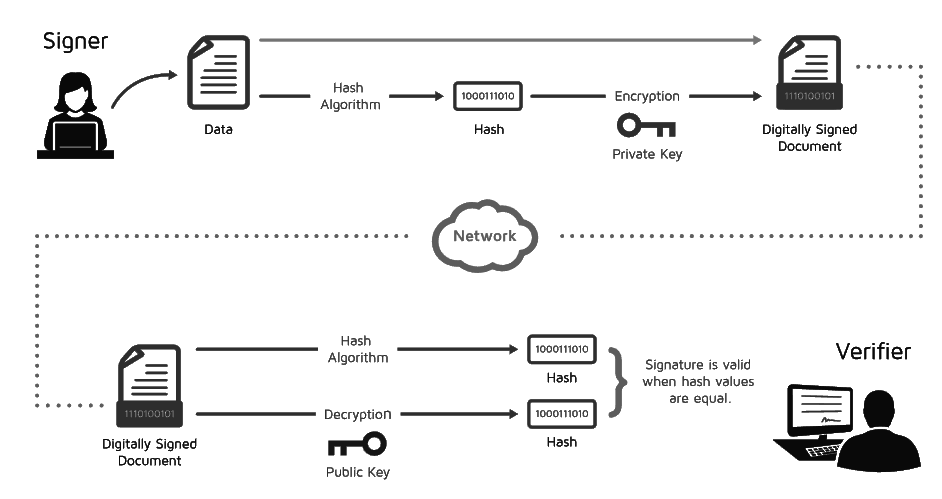 Signer
Data
Hash
Algorithm
1000111010
Hash
Encryption
Private Key
1110100101
Digitally Signed
Document
Network
1110100101
Digitally Signed
Document
Hash
Algorithm
1000111010
Hash
Decryption
Public Key
1000111010
Hash
Signature is valid
when hash values
are equal.
Verifier